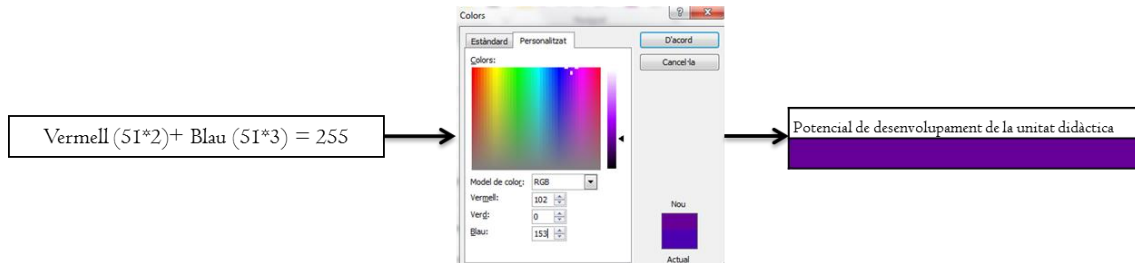 Vermell (51*2)+ Blau (51*3) = 255
Colors
Estàndard Personalitzat
Colors:
Model de color: RGB
Vermell: 102
Verd: 0
Blau: 153
D'acord
Cancel·la
Nou
Actual
Potencial de desenvolupament de la unitat didàctica